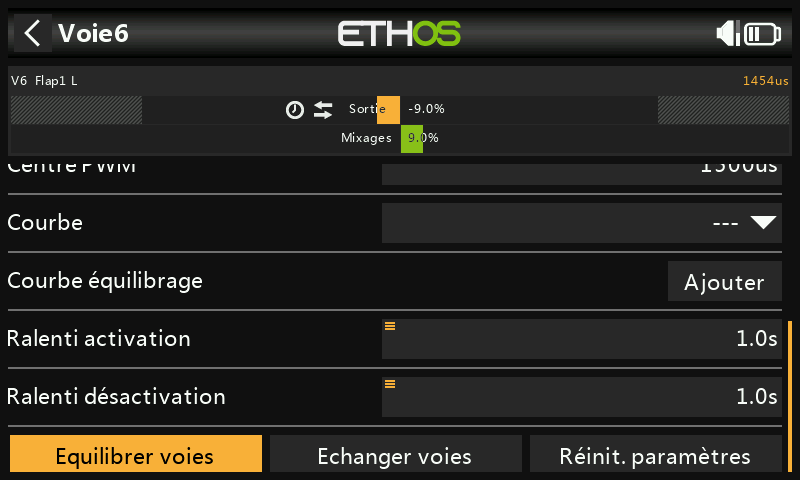 Voie6
ETHOS
V6 Flap1 L 1454us
Sortie -9.0%
Mixages 9.0%
Centre PWM 1500us
Courbe ---
Courbe équilibrage Ajouter
Ralenti activation 1.0s
Ralenti désactivation 1.0s
Equilibrer voies Echanger voies Réinit. paramètres